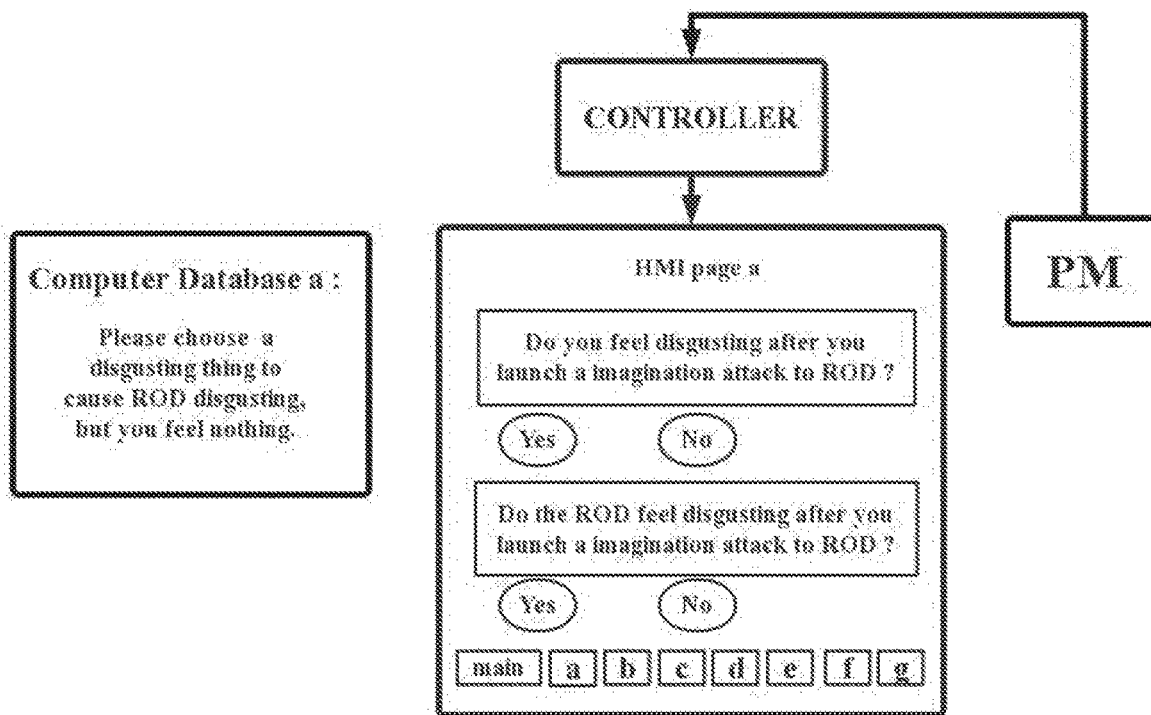 CONTROLLER
PM
Computer Database a :
Please choose a
disgusting thing to
cause ROD disgusting,
but you feel nothing.
HMI page a
Do you feel disgusting after you
launch a imagination attack to ROD ?
Yes No
Do the ROD feel disgusting after you
launch a imagination attack to ROD ?
Yes No
main a b c d e f g